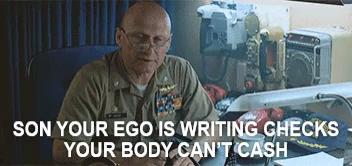 SON YOUR EGO IS WRITING CHECKS
YOUR BODY CAN'T CASH